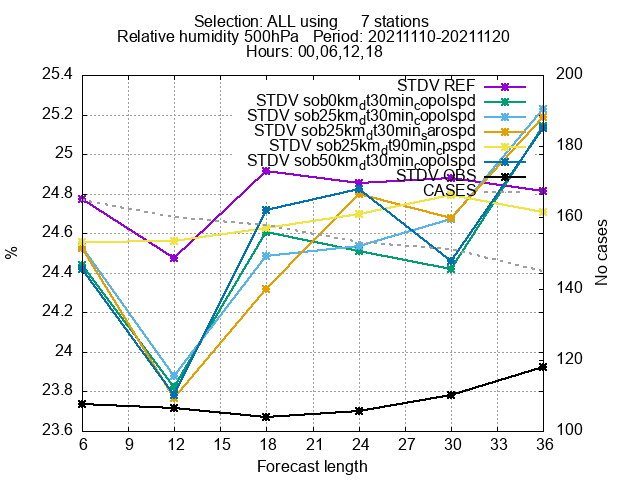 Selection: ALL using 7 stations
Relative humidity 500hPa Period: 20211110-20211120
Hours: 00,06,12,18
STDV REF
STDV sob0km_dt30min_copolspd
STDV sob25km_dt30min_copolspd
STDV sob25km_dt30min_sarospd
STDV sob25km_dt90min_cpspd
STDV sob50km_dt30min_copolspd
STDV OBS
CASES
25.4
25.2
25
24.8
24.6
24.4
24.2
24
23.8
23.6
%
200
180
160
140
120
100
No cases
6 9 12 15 18 21 24 27 30 33 36
Forecast length